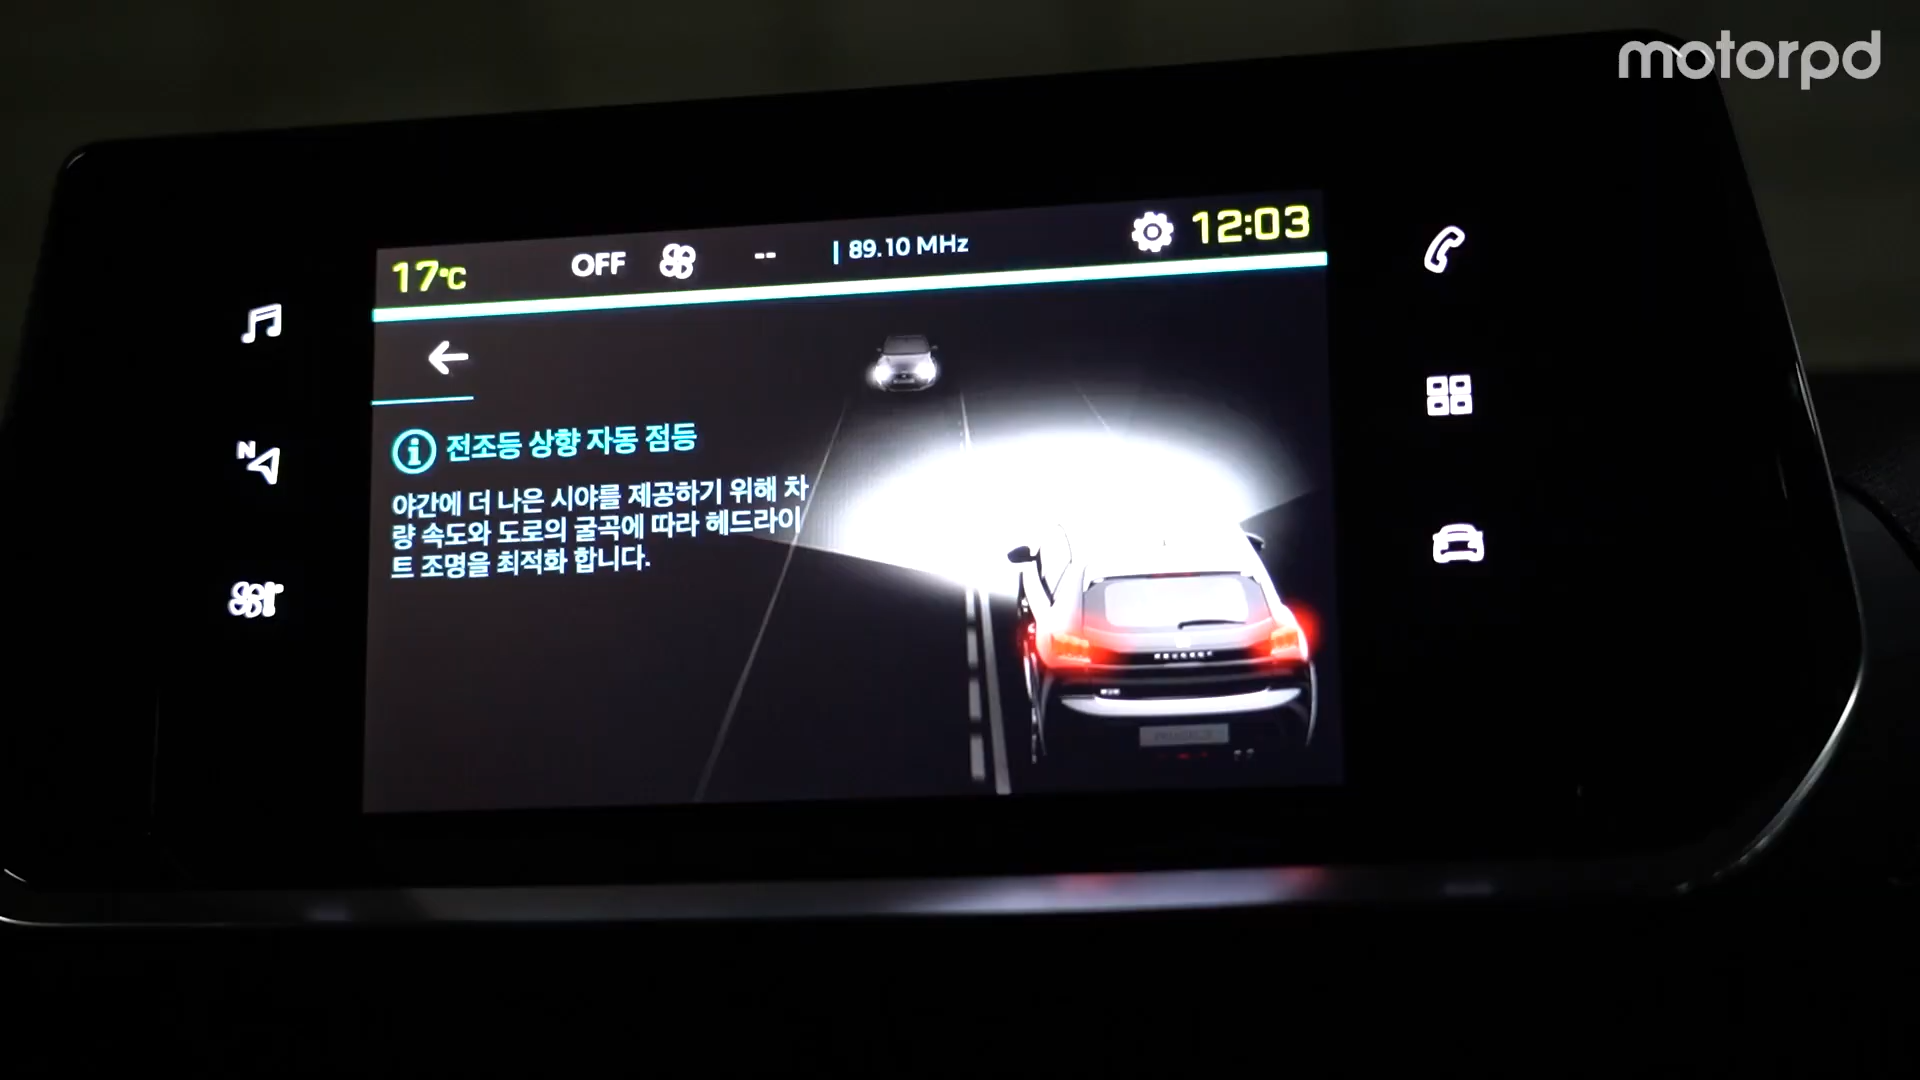 motorpd
17°C OFF -- | 89.10 MHz 12:03
N
전조등 상향 자동 점등
야간에 더 나은 시야를 제공하기 위해 차
량 속도와 도로의 굴곡에 따라 헤드라이
트 조명을 최적화 합니다.
PEUGEOT